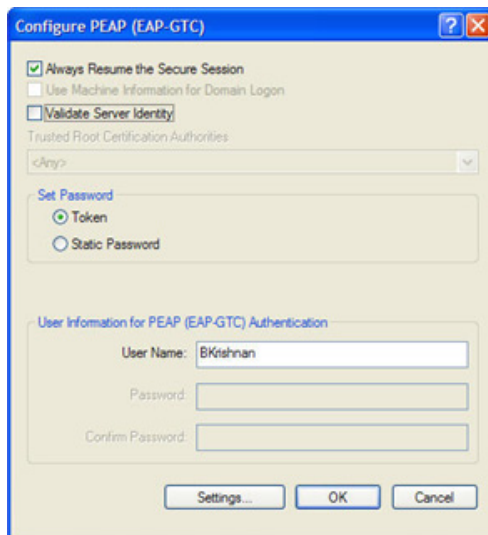 Configure PEAP (EAP-GTC)
Always Resume the Secure Session
Use Machine Information for Domain Logon
Validate Server Identity
Trusted Root Certification Authorities
<Any>
Set Password
Token
Static Password
User Information for PEAP (EAP-GTC) Authentication
User Name: BKrishnan
Password:
Confirm Password:
Settings... OK Cancel